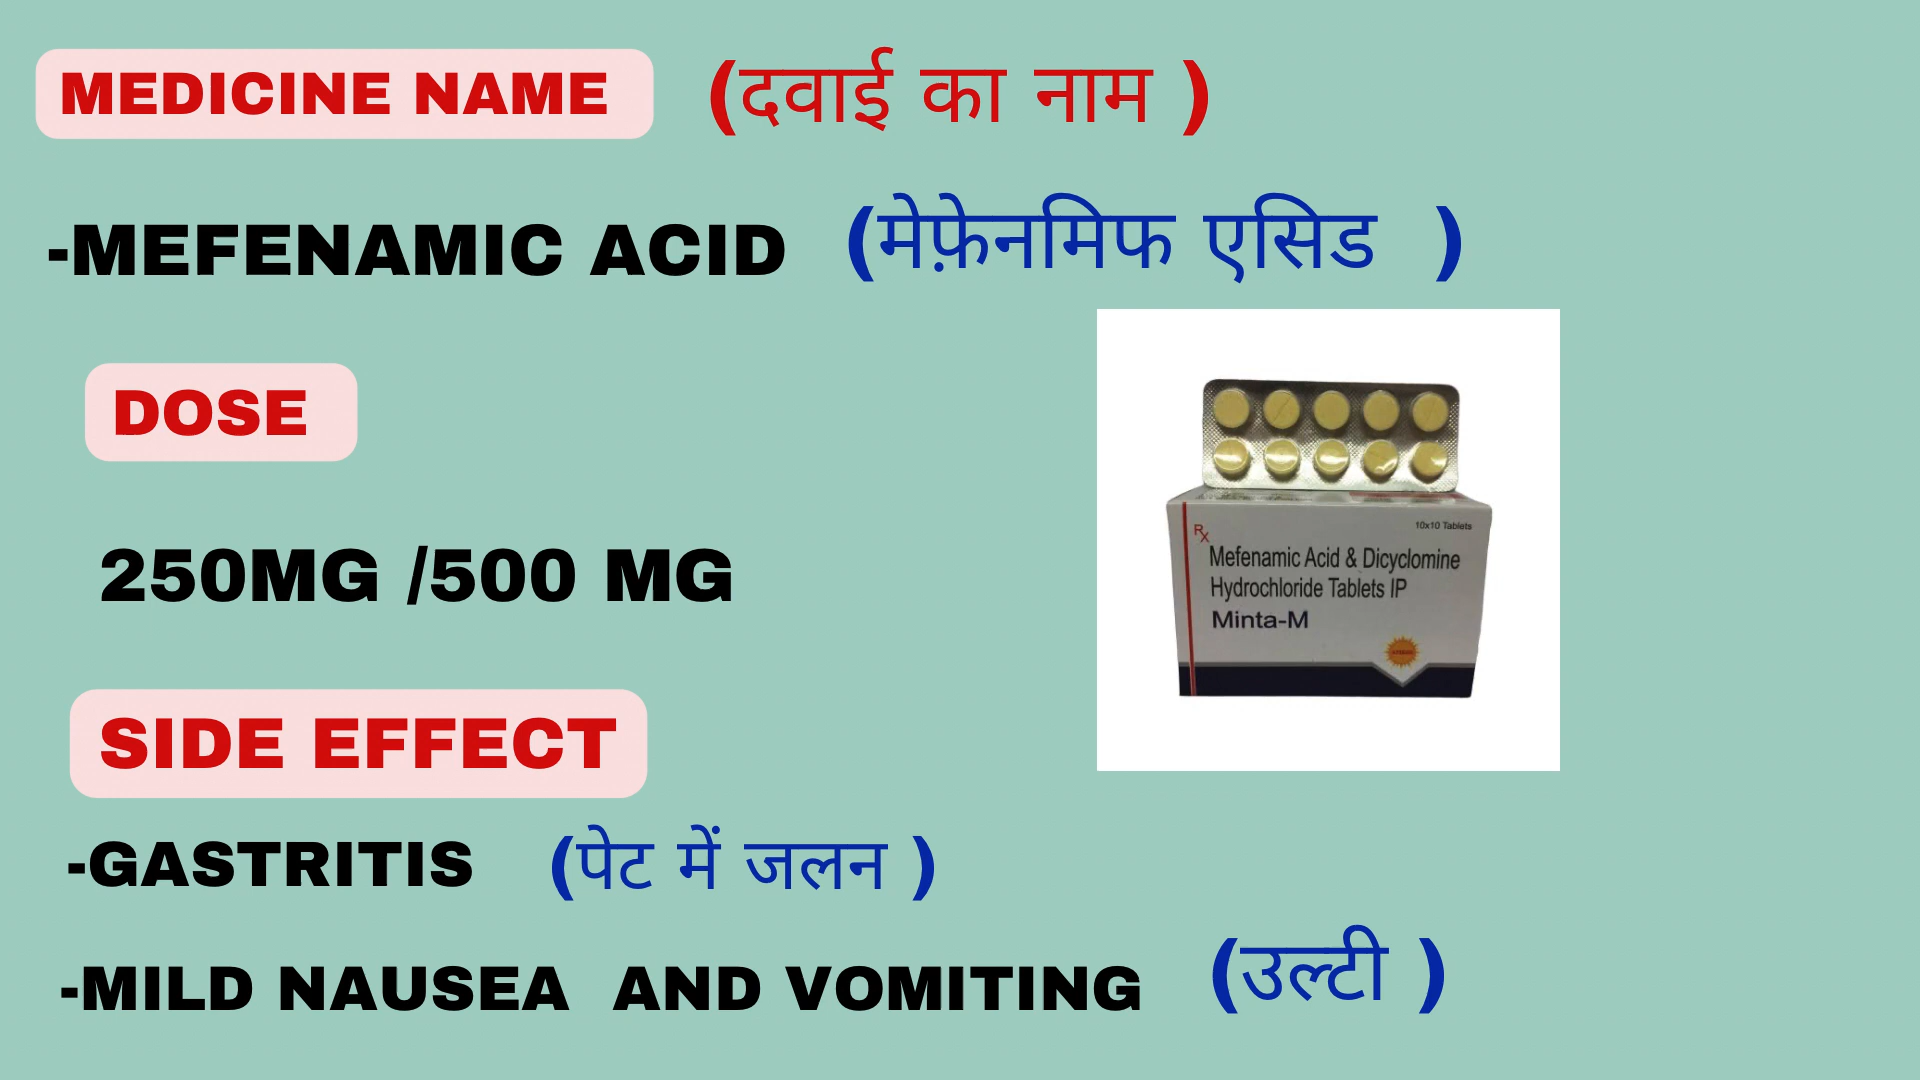 MEDICINE NAME (दवाई का नाम )
-MEFENAMIC ACID (मेफ़ेनमिफ एसिड )
DOSE
250MG /500 MG
Rx
10x10 Tablets
Mefenamic Acid & Dicyclomine
Hydrochloride Tablets IP
Minta-M
SIDE EFFECT
-GASTRITIS (पेट में जलन )
-MILD NAUSEA AND VOMITING (उल्टी )